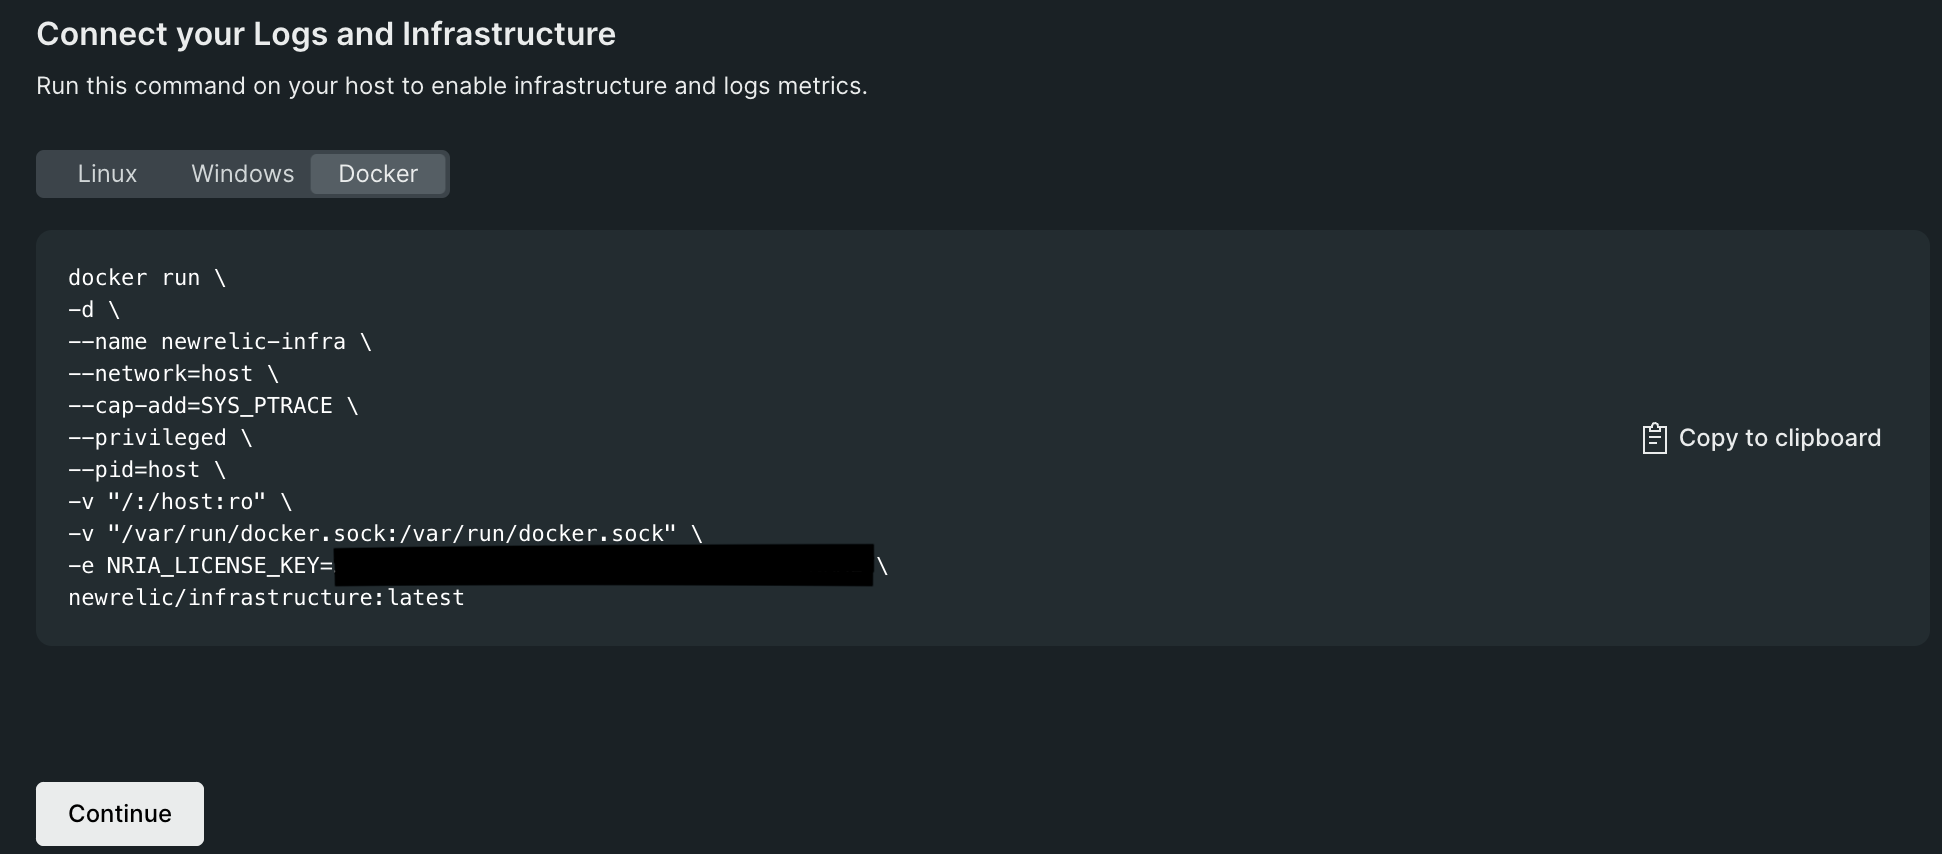 Connect your Logs and Infrastructure
Run this command on your host to enable infrastructure and logs metrics.
Linux Windows Docker
docker run \
-d \
--name newrelic-infra \
--network=host \
--cap-add=SYS_PTRACE \
--privileged \
--pid=host \
-v "/:/host:ro" \
-v "/var/run/docker.sock:/var/run/docker.sock" \
-e NRIA_LICENSE_KEY= \
newrelic/infrastructure:latest
Copy to clipboard
Continue